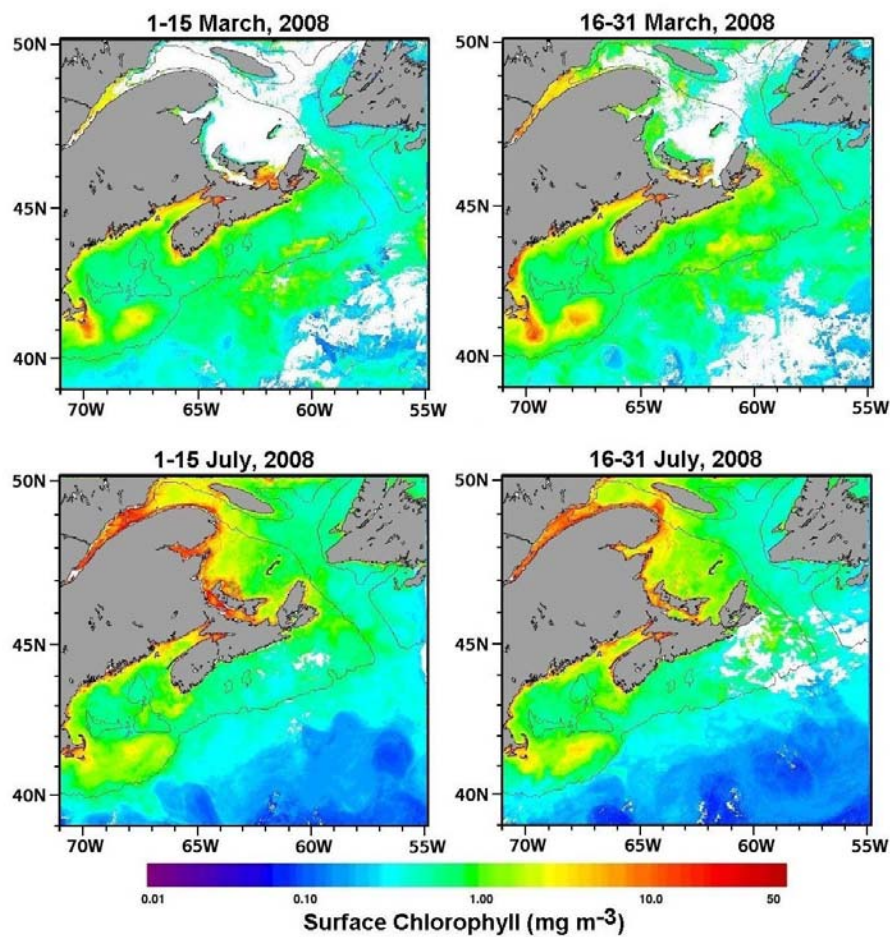 1-15 March, 2008
16-31 March, 2008
50N
45N
40N
70W 65W 60W 55W
50N
45N
40N
70W 65W 60W 55W
1-15 July, 2008
16-31 July, 2008
50N
45N
40N
70W 65W 60W 55W
50N
45N
40N
70W 65W 60W 55W
0.01 0.10 1.00 10.0 50
Surface Chlorophyll (mg m⁻³)